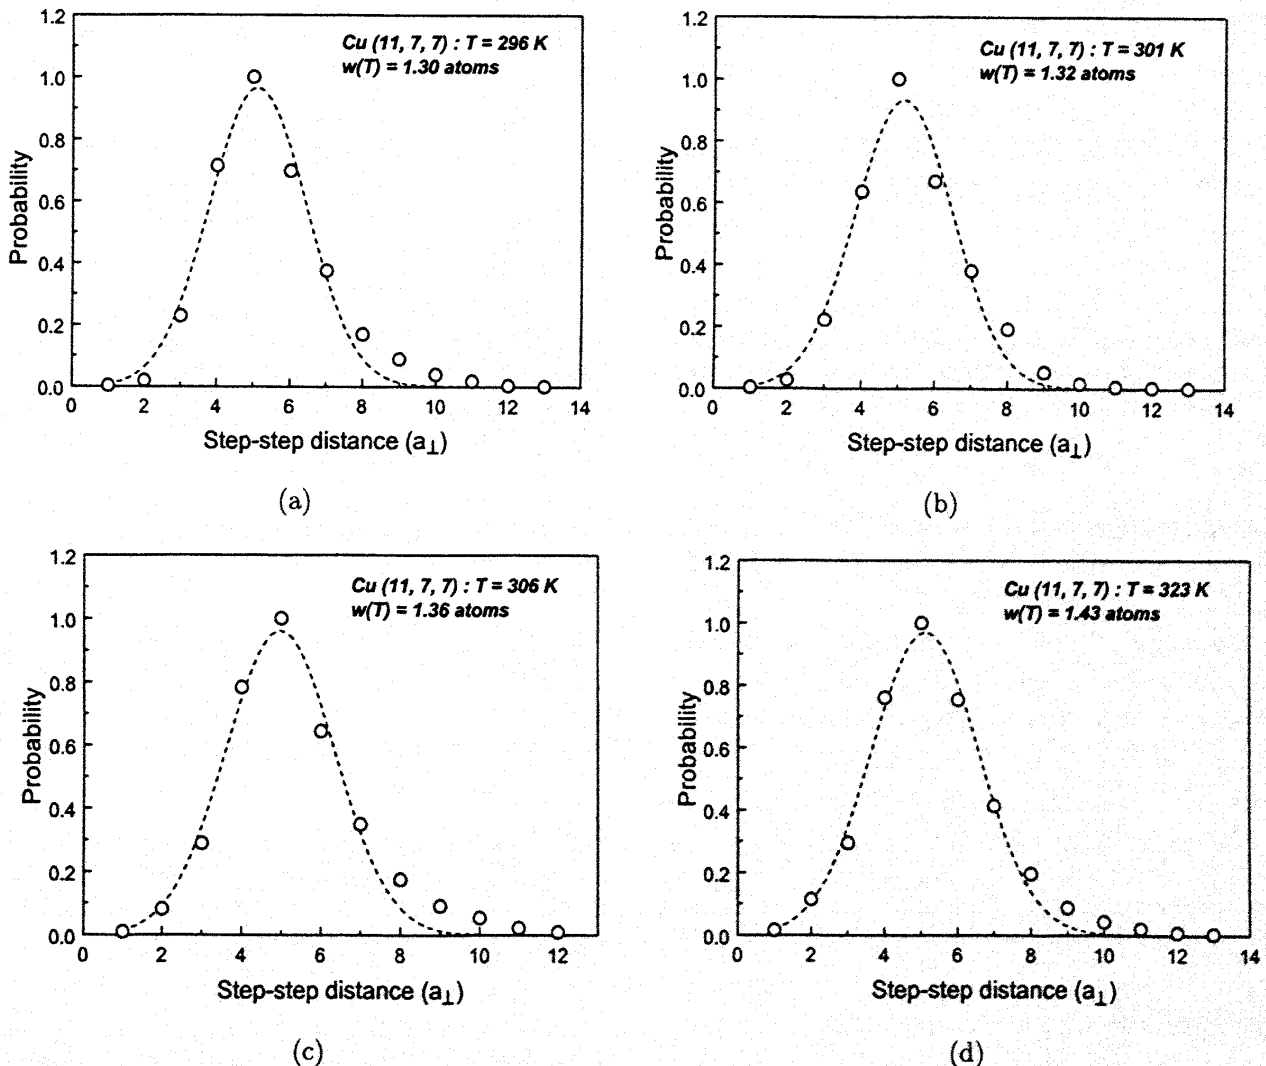 Cu (11, 7, 7) : T = 296 K
w(T) = 1.30 atoms
Probability
1.2
1.0
0.8
0.6
0.4
0.2
0.0
0 2 4 6 8 10 12 14
Step-step distance (a⊥)
(a)
Cu (11, 7, 7) : T = 301 K
w(T) = 1.32 atoms
Probability
1.2
1.0
0.8
0.6
0.4
0.2
0.0
0 2 4 6 8 10 12 14
Step-step distance (a⊥)
(b)
Cu (11, 7, 7) : T = 306 K
w(T) = 1.36 atoms
Probability
1.2
1.0
0.8
0.6
0.4
0.2
0.0
0 2 4 6 8 10 12
Step-step distance (a⊥)
(c)
Cu (11, 7, 7) : T = 323 K
w(T) = 1.43 atoms
Probability
1.2
1.0
0.8
0.6
0.4
0.2
0.0
0 2 4 6 8 10 12 14
Step-step distance (a⊥)
(d)